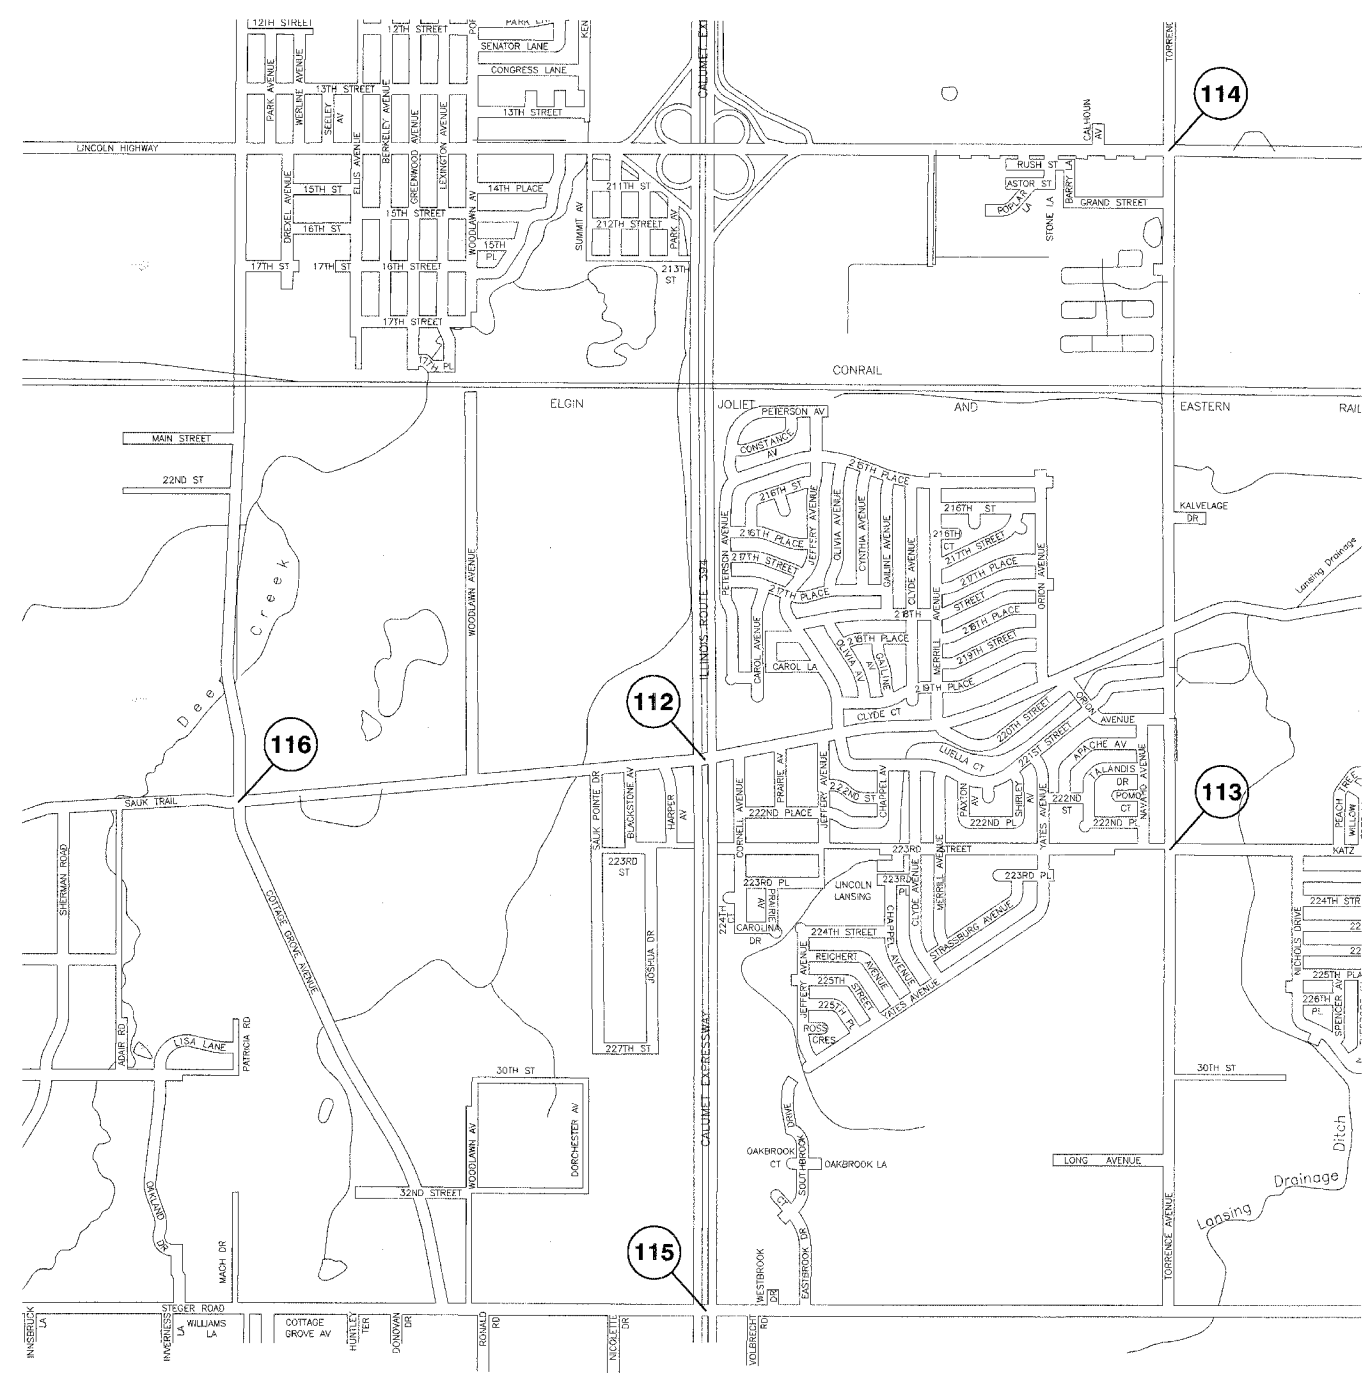 12TH STREET
12TH STREET
SENATOR LANE
CONGRESS LANE
13TH STREET
13TH STREET
PARK AVENUE
WERLINE AVENUE
SEELEY
AV
ELLIS AVENUE
BERKELEY AVENUE
GREENWOOD AVENUE
LEXINGTON AVENUE
CALHOUN
AV
114
LINCOLN HIGHWAY
DREXEL AVENUE
15TH ST
16TH ST
17TH ST
17TH ST
14TH PLACE
15TH STREET
16TH STREET
17TH STREET
17TH PL
WOODLAWN AV
15TH
PL
SUMMIT AV
211TH ST
212TH STREET
PARK AV
213TH
ST
RUSH ST
ASTOR ST
POPLAR
LA
STONE LA
BARRY LA
GRAND STREET
CONRAIL
ELGIN
JOLIET
AND
EASTERN
RAIL
MAIN STREET
22ND ST
Deer
Creek
WOODLAWN AVENUE
ILLINOIS ROUTE 394
PETERSON AV
CONSTANCE
AV
215TH PLACE
216TH ST
PETERSON AVENUE
216TH PLACE
217TH STREET
217TH PLACE
JEFFERY AVENUE
OLIVIA AVENUE
CYNTHIA AVENUE
GAILINE AVENUE
CLYDE AVENUE
216TH ST
216TH
CT
217TH STREET
217TH PLACE
218TH
STREET
218TH PLACE
219TH STREET
219TH PLACE
MERRILL AVENUE
ORION AVENUE
KALVELAGE
DR
Lansing Drainage
CAROL AVENUE
CAROL LA
218TH PLACE
OLIVIA AV
GAILINE
AV
CLYDE CT
112
116
SAUK TRAIL
220TH STREET
LUELLA CT
221ST STREET
ORION
AVENUE
APACHE AV
TALANDIS
DR
POMO
CT
222ND
ST
222ND PL
NAVAHO AVENUE
113
SAUK POINTE DR
BLACKSTONE AV
HARPER
AV
CORNELL AVENUE
PRAIRIE AV
JEFFERY AVENUE
222ND ST
222ND PLACE
CHAPPEL AV
PAXTON
AV
SHIRLEY
AV
222ND PL
YATES AVENUE
PEACH TREE
WILLOW
KATZ
223RD STREET
223RD
ST
223RD PL
LINCOLN
LANSING
223RD
PL
223RD PL
CLYDE AVENUE
MERRILL AVENUE
SHERMAN ROAD
COTTAGE GROVE AVENUE
JOSHUA DR
227TH ST
224TH
CT
PRAIRIE
AV
CAROLINA
DR
224TH STREET
REICHERT
AVENUE
CHAPPEL
AVENUE
STRASSBURG AVENUE
225TH
STREET
225TH PL
YATES AVENUE
JEFFERY AVENUE
ROSS
CRES
NICHOLS DRIVE
224TH STR
225TH PLA
226TH
PL
SPENCER AV
ADAIR RD
LISA LANE
PATRICIA RD
30TH ST
30TH ST
CALUMET EXPRESSWAY
WOODLAWN AV
DORCHESTER AV
32ND STREET
OAKBROOK
CT
OAKBROOK LA
SOUTHBROOK
DRIVE
CT
EASTBROOK DR
LONG AVENUE
Lansing
Drainage
Ditch
TORRENCE AVENUE
OAKLAND
DR
MACH DR
115
WESTBROOK
DR
STEGER ROAD
INNSBRUCK
LA
INVERNESS
LA
WILLIAMS
LA
COTTAGE
GROVE AV
HUNTLEY
TER
DONOVAN
DR
RONALD
RD
NICOLETTE
DR
VOLBRECHT
RD